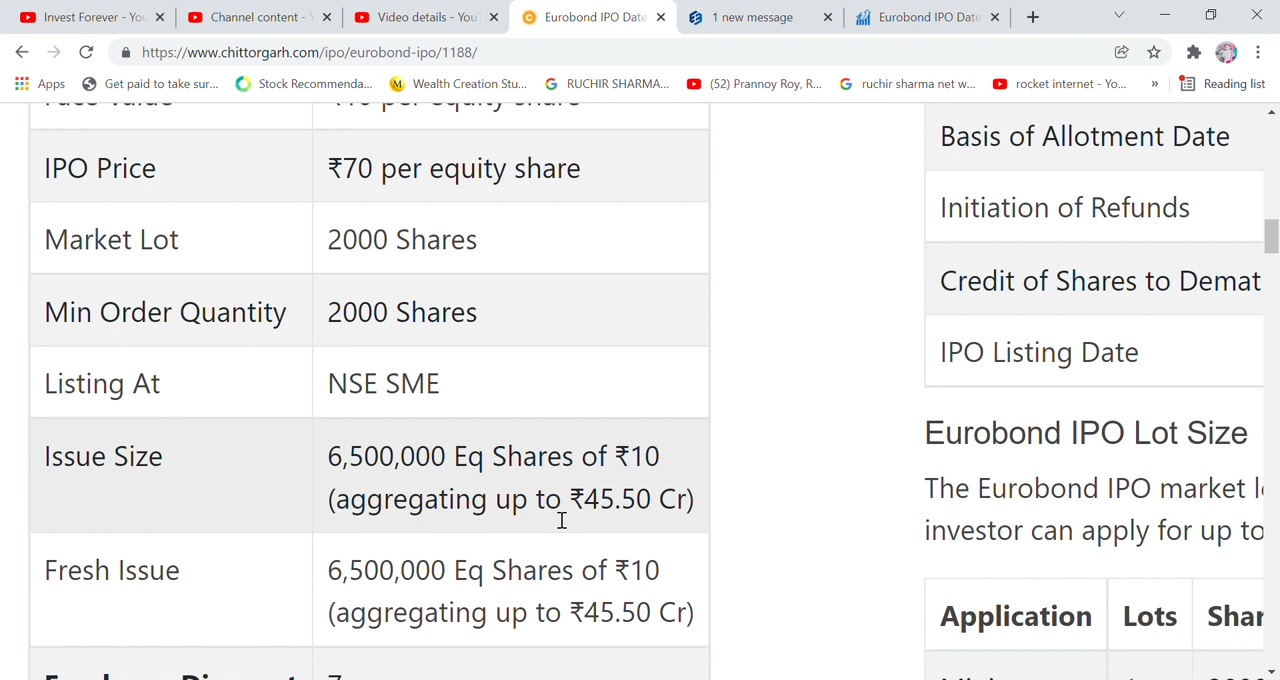 Invest Forever - You
Channel content -
Video details - You
Eurobond IPO Date
1 new message
Eurobond IPO Date
https://www.chittorgarh.com/ipo/eurobond-ipo/1188/
Apps
Get paid to take sur...
Stock Recommenda...
Wealth Creation Stu...
RUCHIR SHARMA...
(52) Prannoy Roy, R...
ruchir sharma net w...
rocket internet - Yo...
»
Reading list
IPO Price ₹70 per equity share
Market Lot 2000 Shares
Min Order Quantity 2000 Shares
Listing At NSE SME
Issue Size 6,500,000 Eq Shares of ₹10
(aggregating up to ₹45.50 Cr)
Fresh Issue 6,500,000 Eq Shares of ₹10
(aggregating up to ₹45.50 Cr)
Basis of Allotment Date
Initiation of Refunds
Credit of Shares to Demat
IPO Listing Date
Eurobond IPO Lot Size
The Eurobond IPO market l
investor can apply for up to
Application Lots Shar